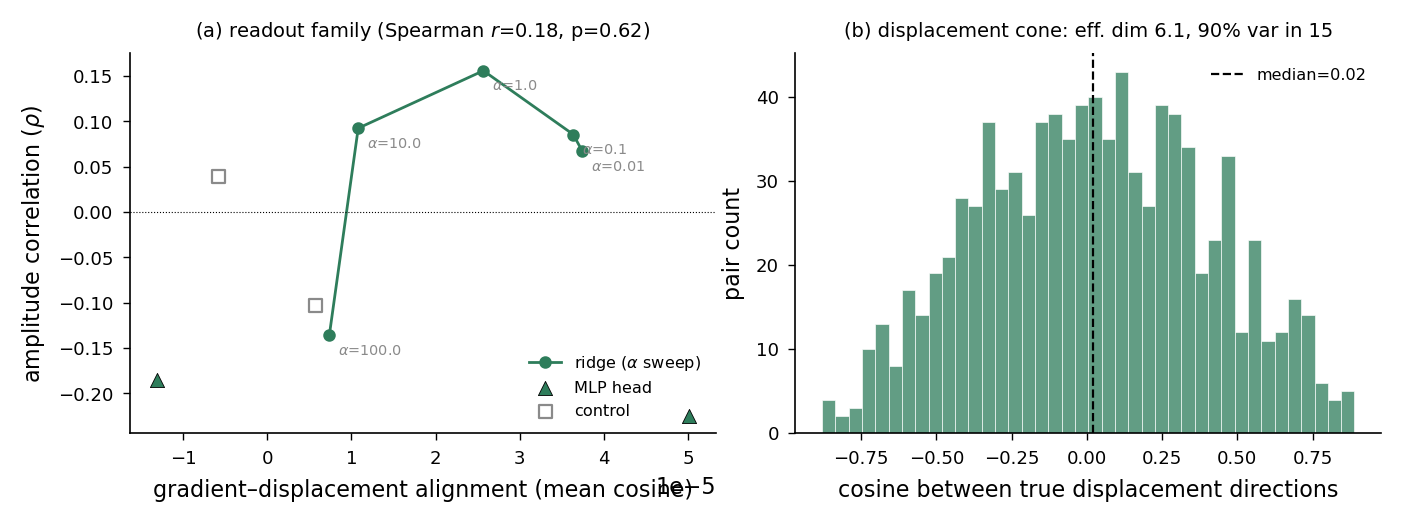 (a) readout family (Spearman r=0.18, p=0.62)
amplitude correlation (ρ)
0.15
0.10
0.05
0.00
−0.05
−0.10
−0.15
−0.20
α=1.0
α=10.0
α=0.1
α=0.01
α=100.0
ridge (α sweep)
MLP head
control
−1
0
1
2
3
4
5
1e−5
gradient–displacement alignment (mean cosine)
(b) displacement cone: eff. dim 6.1, 90% var in 15
pair count
40
30
20
10
0
median=0.02
−0.75
−0.50
−0.25
0.00
0.25
0.50
0.75
cosine between true displacement directions